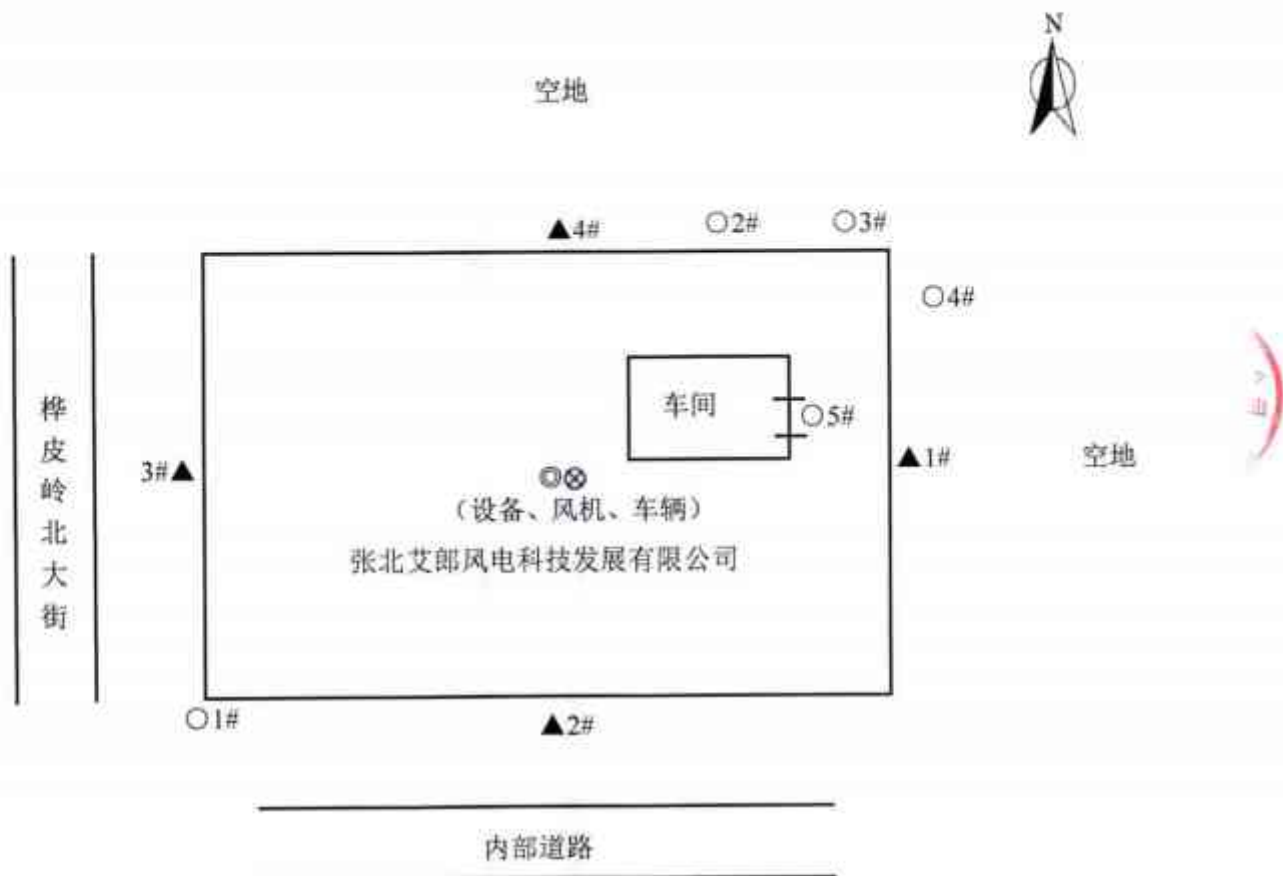 N
空地
▲4#
○2#
○3#
○4#
桦皮岭北大街
车间
○5#
3#▲
▲1#
空地
◎⊗
（设备、风机、车辆）
张北艾郎风电科技发展有限公司
○1#
▲2#
内部道路